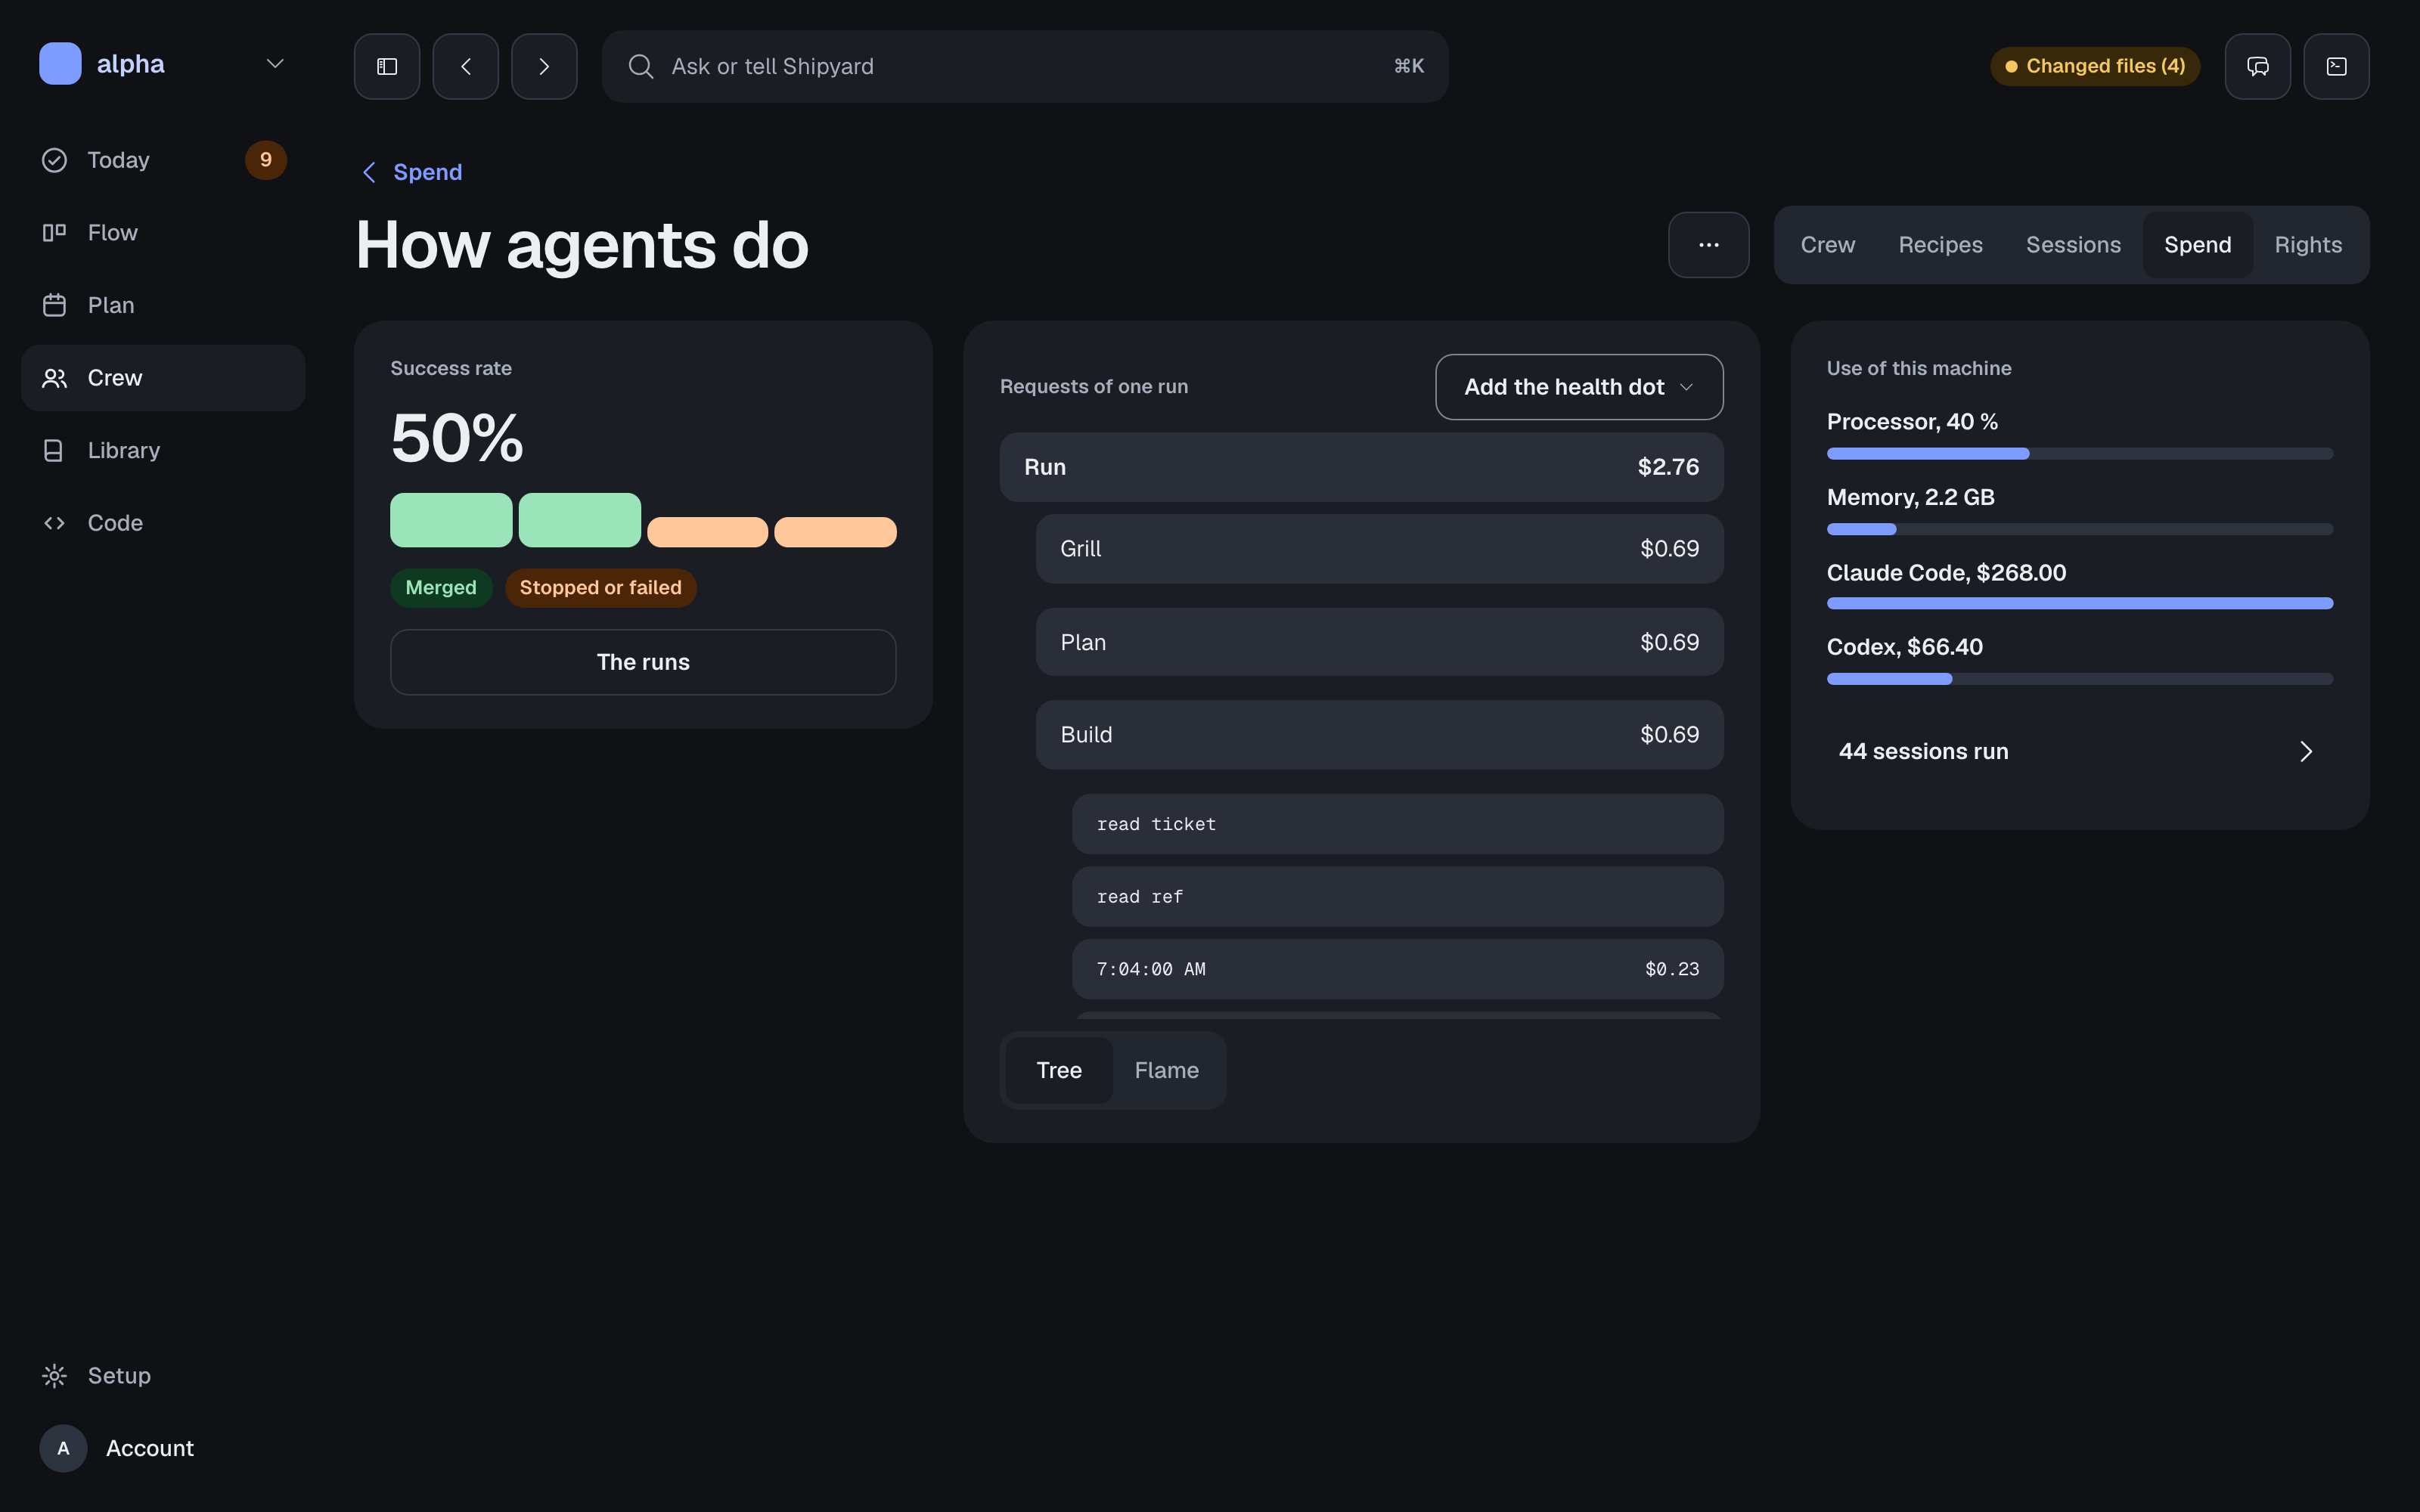 alpha
Today
9
Flow
Plan
Crew
Library
Code
Setup
A
Account
Ask or tell Shipyard
⌘K
Changed files (4)
Spend
How agents do
Crew
Recipes
Sessions
Spend
Rights
Success rate
50%
Merged
Stopped or failed
The runs
Requests of one run
Add the health dot
Run $2.76
Grill $0.69
Plan $0.69
Build $0.69
read ticket
read ref
7:04:00 AM $0.23
Tree
Flame
Use of this machine
Processor, 40 %
Memory, 2.2 GB
Claude Code, $268.00
Codex, $66.40
44 sessions run